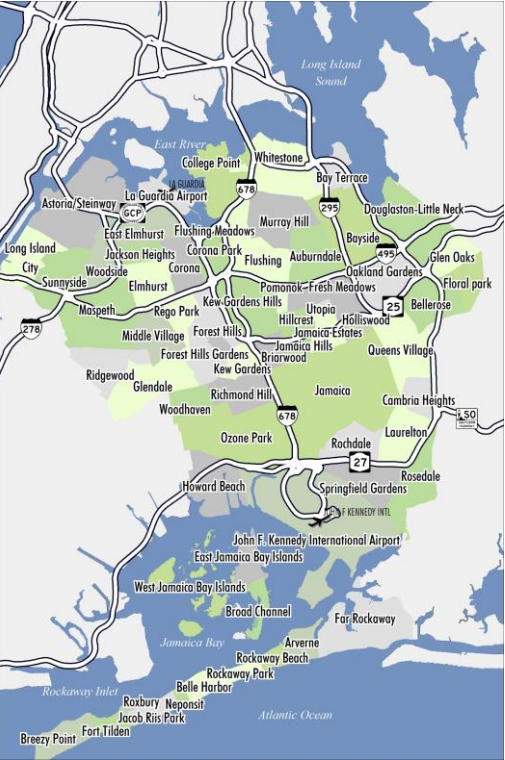 Long Island
Sound
East River
College Point
Whitestone
LA GUARDIA
La Guardia Airport
678
Bay Terrace
Astoria/Steinway
GCP
295
Douglaston-Little Neck
Murray Hill
East Elmhurst
Flushing-Meadows
Corona Park
Bayside
495
Long Island
City
Jackson Heights
Woodside
Corona
Flushing
Auburndale
Oakland Gardens
Glen Oaks
Sunnyside
Elmhurst
Pomonok
Fresh Meadows
Floral park
Maspeth
Rego Park
Kew Gardens Hills
Utopia
25
Bellerose
278
Middle Village
Forest Hills
Hillcrest
Holliswood
Jamaica-Estates
Jamaica Hills
Forest Hills Gardens
Briarwood
Queens Village
Kew Gardens
Ridgewood
Glendale
Richmond Hill
Jamaica
Cambria Heights
Woodhaven
678
SO
Ozone Park
Rochdale
Laurelton
27
Rosedale
Howard Beach
Springfield Gardens
F KENNEDY INTL
John F. Kennedy International Airport
East Jamaica Bay Islands
West Jamaica Bay Islands
Broad Channel
Far Rockaway
Jamaica Bay
Arverne
Rockaway Beach
Rockaway Park
Rockaway Inlet
Belle Harbor
Roxbury
Neponsit
Jacob Riis Park
Atlantic Ocean
Fort Tilden
Breezy Point